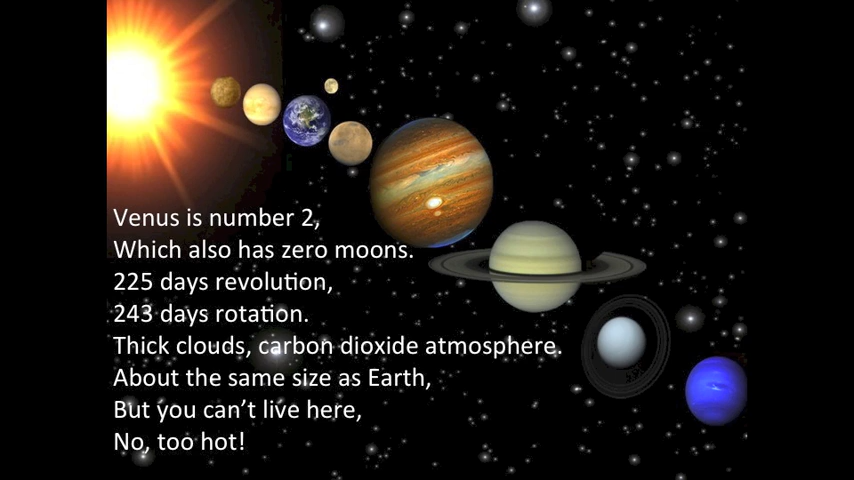 Venus is number 2,
Which also has zero moons.
225 days revolution,
243 days rotation.
Thick clouds, carbon dioxide atmosphere.
About the same size as Earth,
But you can’t live here,
No, too hot!